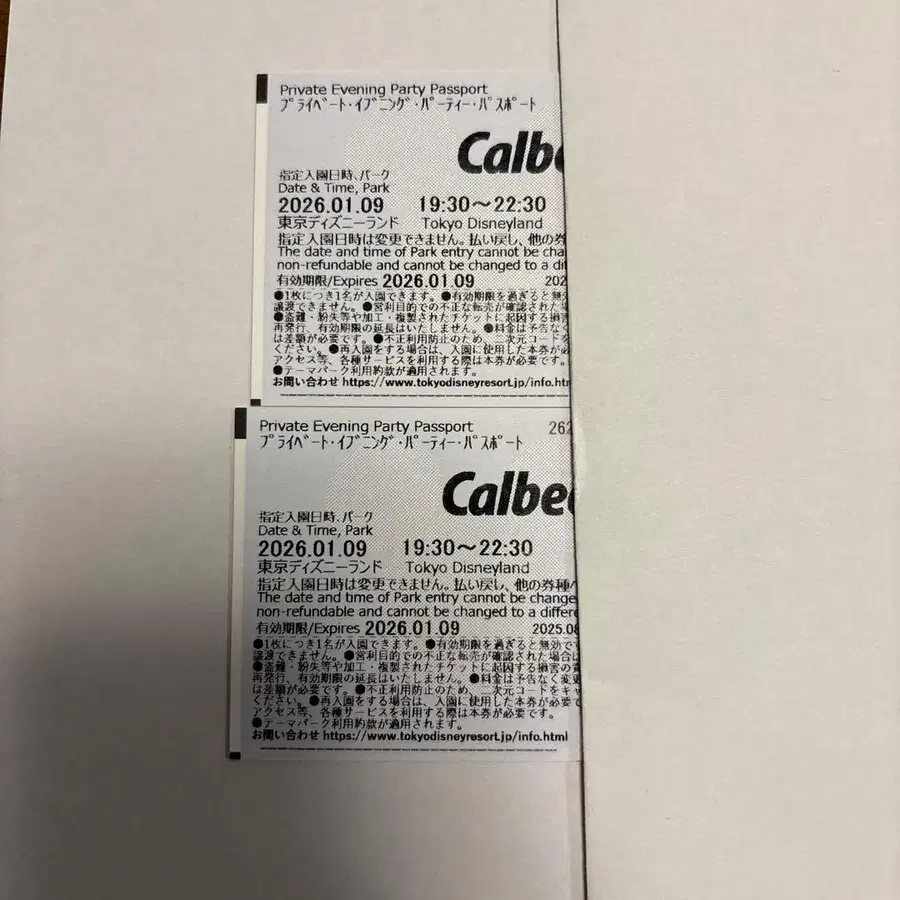 Private Evening Party Passport
プライベート・イブニング・パーティー・パスポート
Calbe
指定入園日時、パーク
Date & Time, Park
2026.01.09 19:30～22:30
東京ディズニーランド Tokyo Disneyland
指定入園日時は変更できません。払い戻し、他の券
The date and time of Park entry cannot be cha
non-refundable and cannot be changed to a di
有効期限/Expires 2026.01.09 202
●1枚につき1名が入園できます。●有効期限を過ぎると無効
譲渡できません。●営利目的での不正な転売が確認された場
●盗難・紛失等や加工・複製されたチケットに起因する損害
再発行、有効期限の延長はいたしません。●料金は予告なく
は差額が必要です。●不正利用防止のため、二次元コードを
ください。●再入園をする場合は、入園に使用した本券が必
アクセス等、各種サービスを利用する際は本券が必要です。
●テーマパーク利用約款が適用されます。
お問い合わせ https://www.tokyodisneyresort.jp/info.htm
Private Evening Party Passport 262
プライベート・イブニング・パーティー・パスポート
Calbee
指定入園日時、パーク
Date & Time, Park
2026.01.09 19:30～22:30
東京ディズニーランド Tokyo Disneyland
指定入園日時は変更できません。払い戻し、他の券種へ
The date and time of Park entry cannot be change
non-refundable and cannot be changed to a differe
有効期限/Expires 2026.01.09 2025.08
●1枚につき1名が入園できます。●有効期限を過ぎると無効で
譲渡できません。●営利目的での不正な転売が確認された場合は
●盗難・紛失等や加工・複製されたチケットに起因する損害の
再発行、有効期限の延長はいたしません。●料金は予告なく変更
は差額が必要です。●不正利用防止のため、二次元コードをキャ
ください。●再入園をする場合は、入園に使用した本券が必要で
アクセス等、各種サービスを利用する際は本券が必要です。
●テーマパーク利用約款が適用されます。
お問い合わせ https://www.tokyodisneyresort.jp/info.html